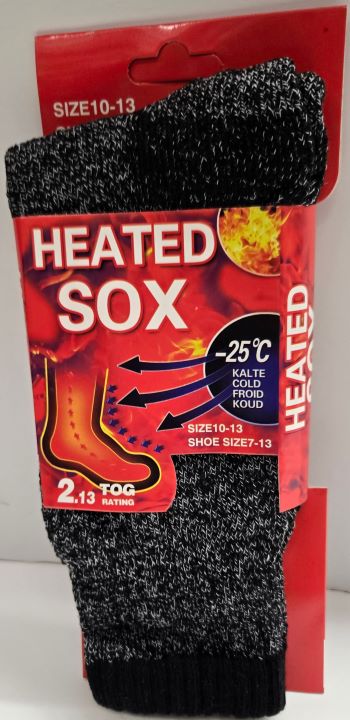 SIZE10-13
HEATED
SOX
-25°C
KALTE
COLD
FROID
KOUD
SIZE10-13
SHOE SIZE7-13
2.13 TOG
RATING
HEATED
SOX